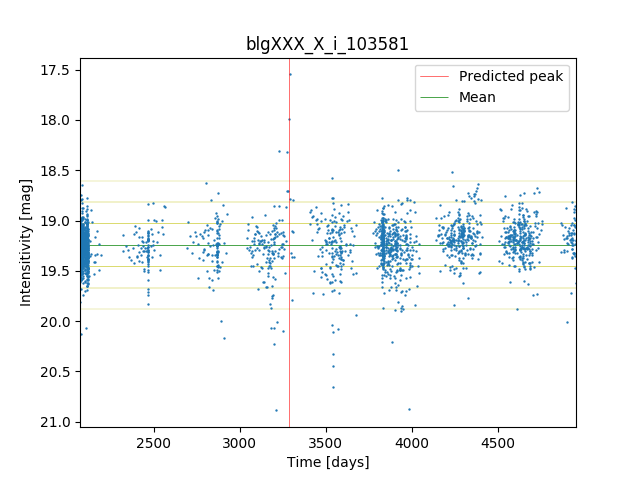 blgXXX_X_i_103581
Predicted peak
Mean
Intensitivity [mag]
17.5
18.0
18.5
19.0
19.5
20.0
20.5
21.0
2500
3000
3500
4000
4500
Time [days]